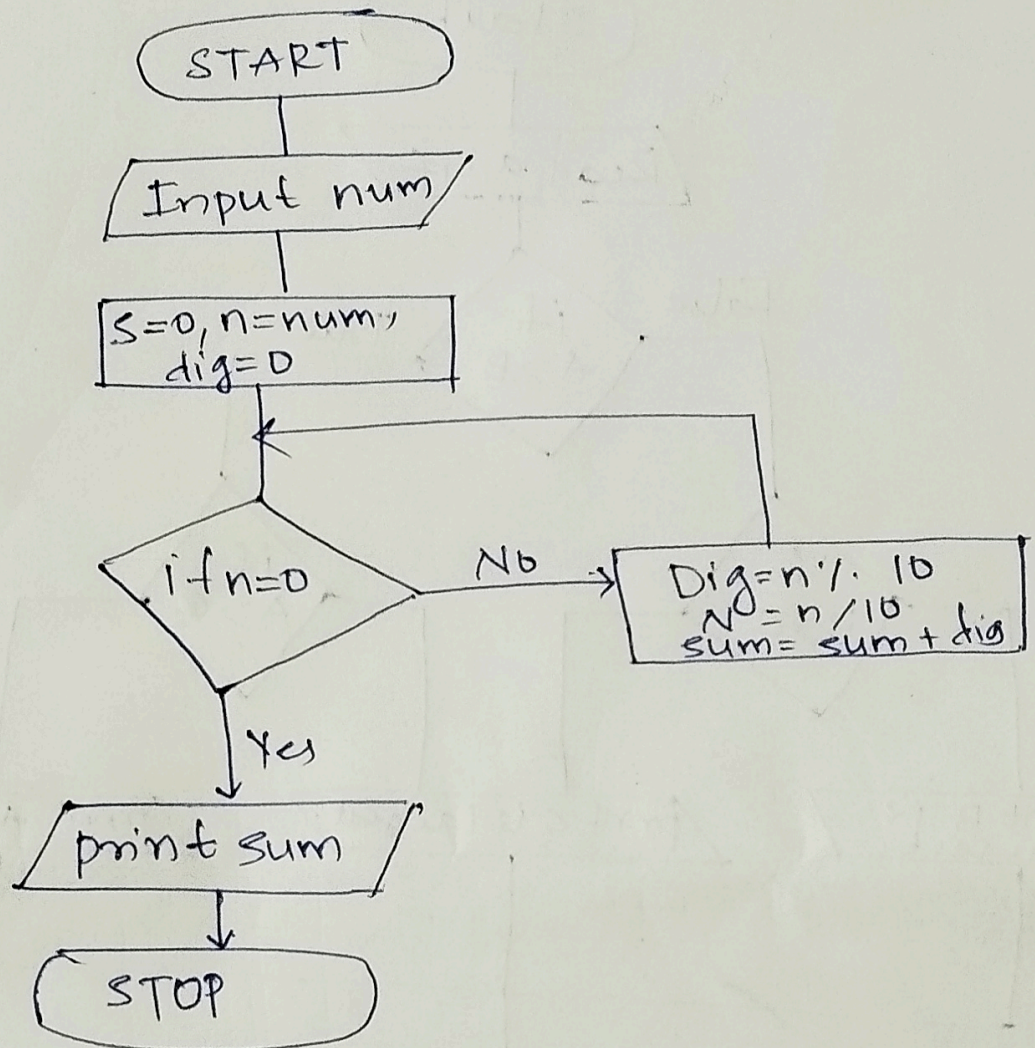 START
Input num
S=0, n=num,
dig=0
if n=0
No
Dig=n% 10
N=n/10
sum= sum + dig
Yes
print sum
STOP